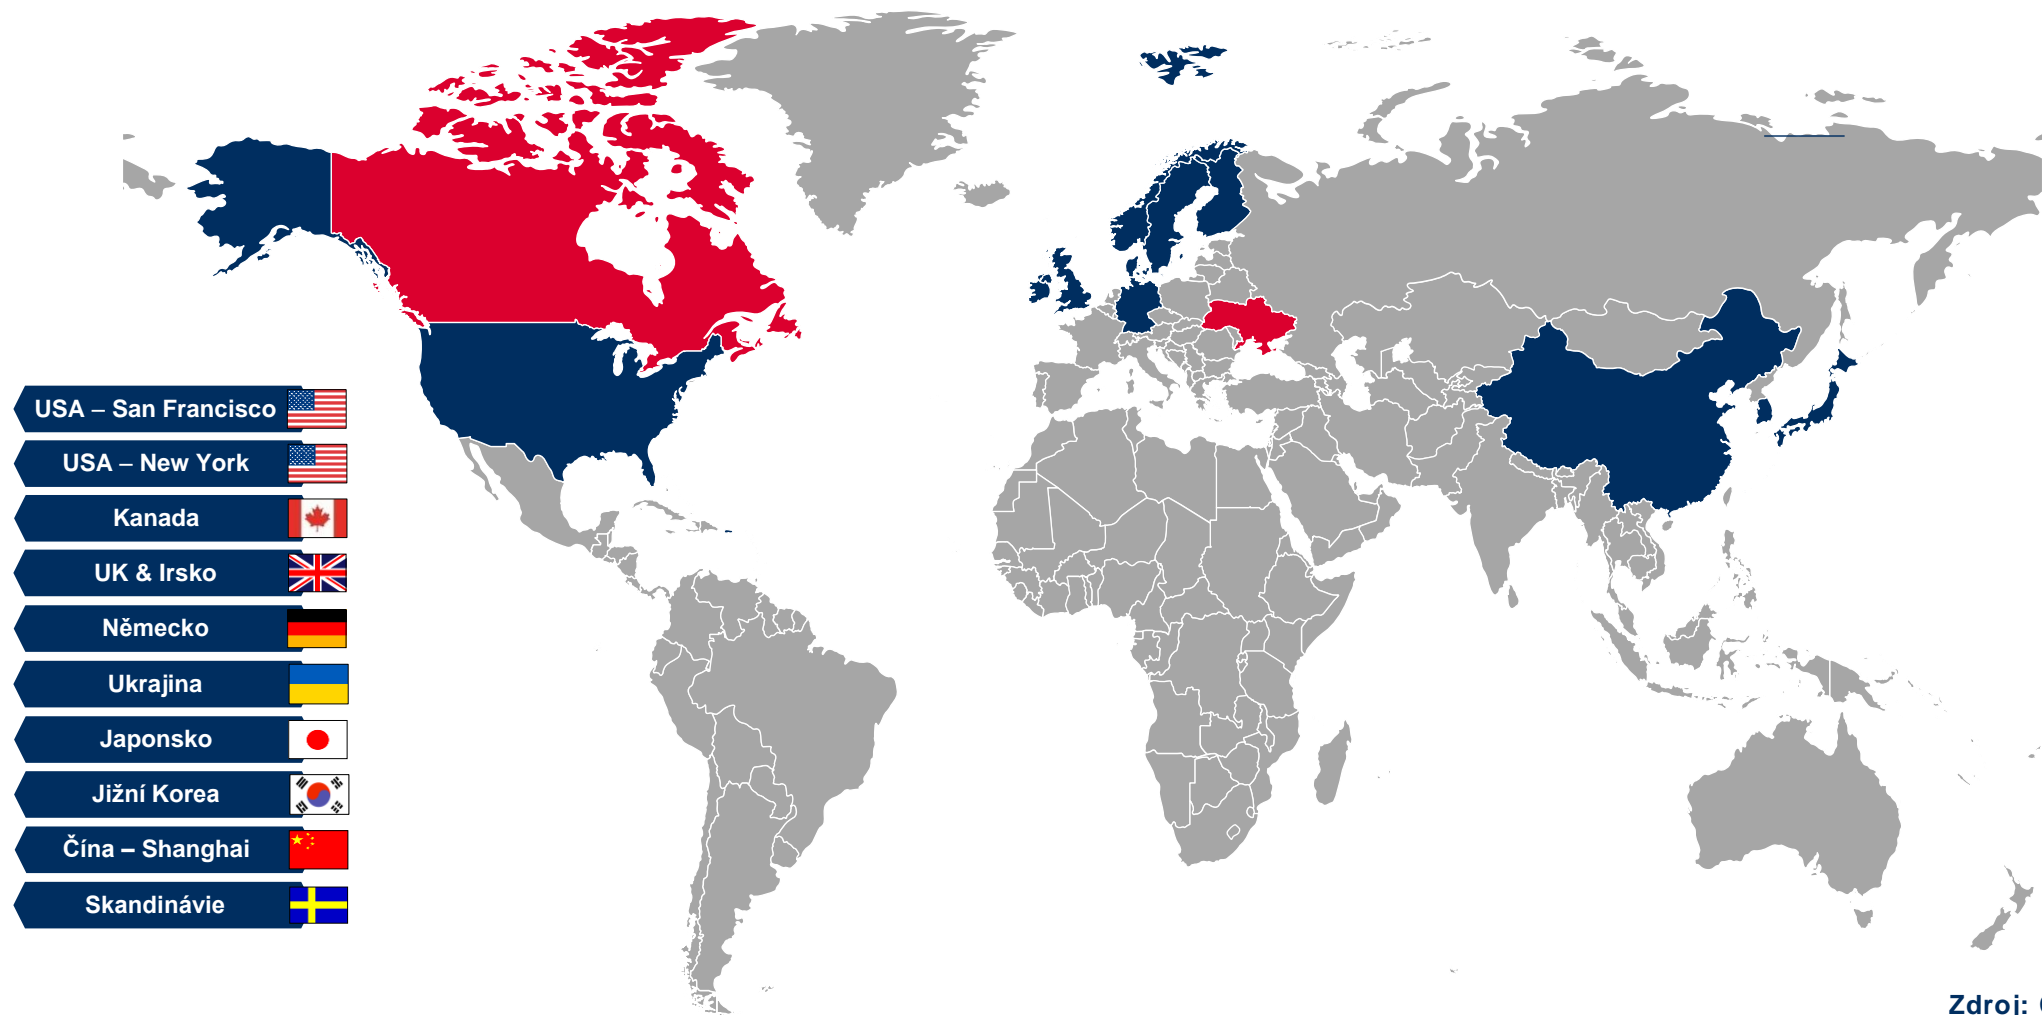 USA – San Francisco
USA – New York
Kanada
UK & Irsko
Německo
Ukrajina
Japonsko
Jižní Korea
Čína – Shanghai
Skandinávie
Zdroj: